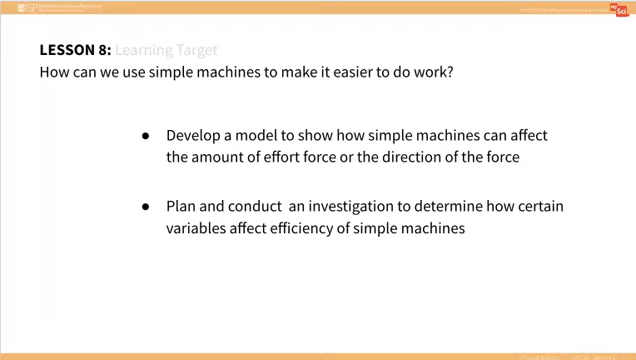 my
Sci
LESSON 8: Learning Target
How can we use simple machines to make it easier to do work?
● Develop a model to show how simple machines can affect
the amount of effort force or the direction of the force
● Plan and conduct an investigation to determine how certain
variables affect efficiency of simple machines